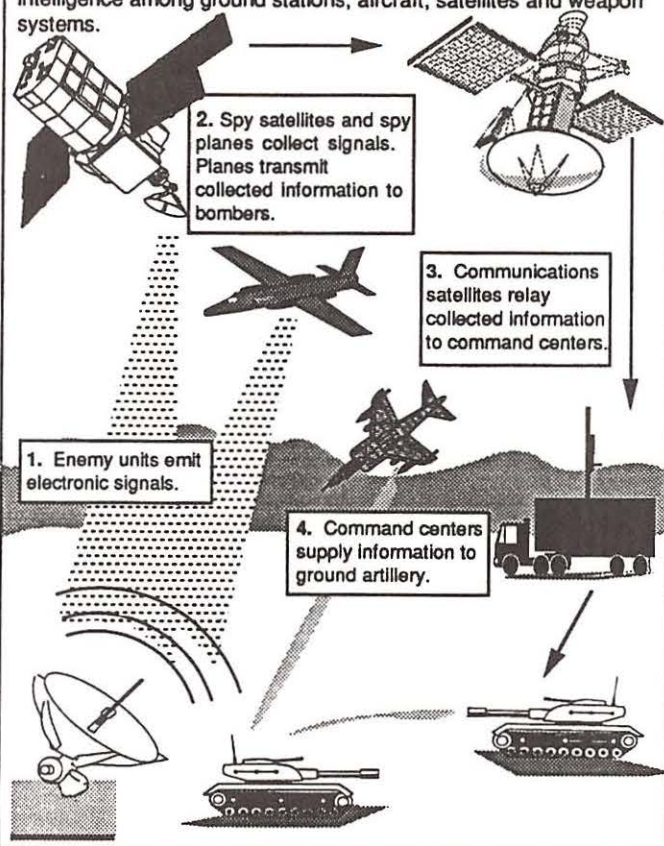 intelligence among ground stations, aircraft, satellites and weapon
systems.
2. Spy satellites and spy
planes collect signals.
Planes transmit
collected information to
bombers.
3. Communications
satellites relay
collected information
to command centers.
1. Enemy units emit
electronic signals.
4. Command centers
supply information to
ground artillery.